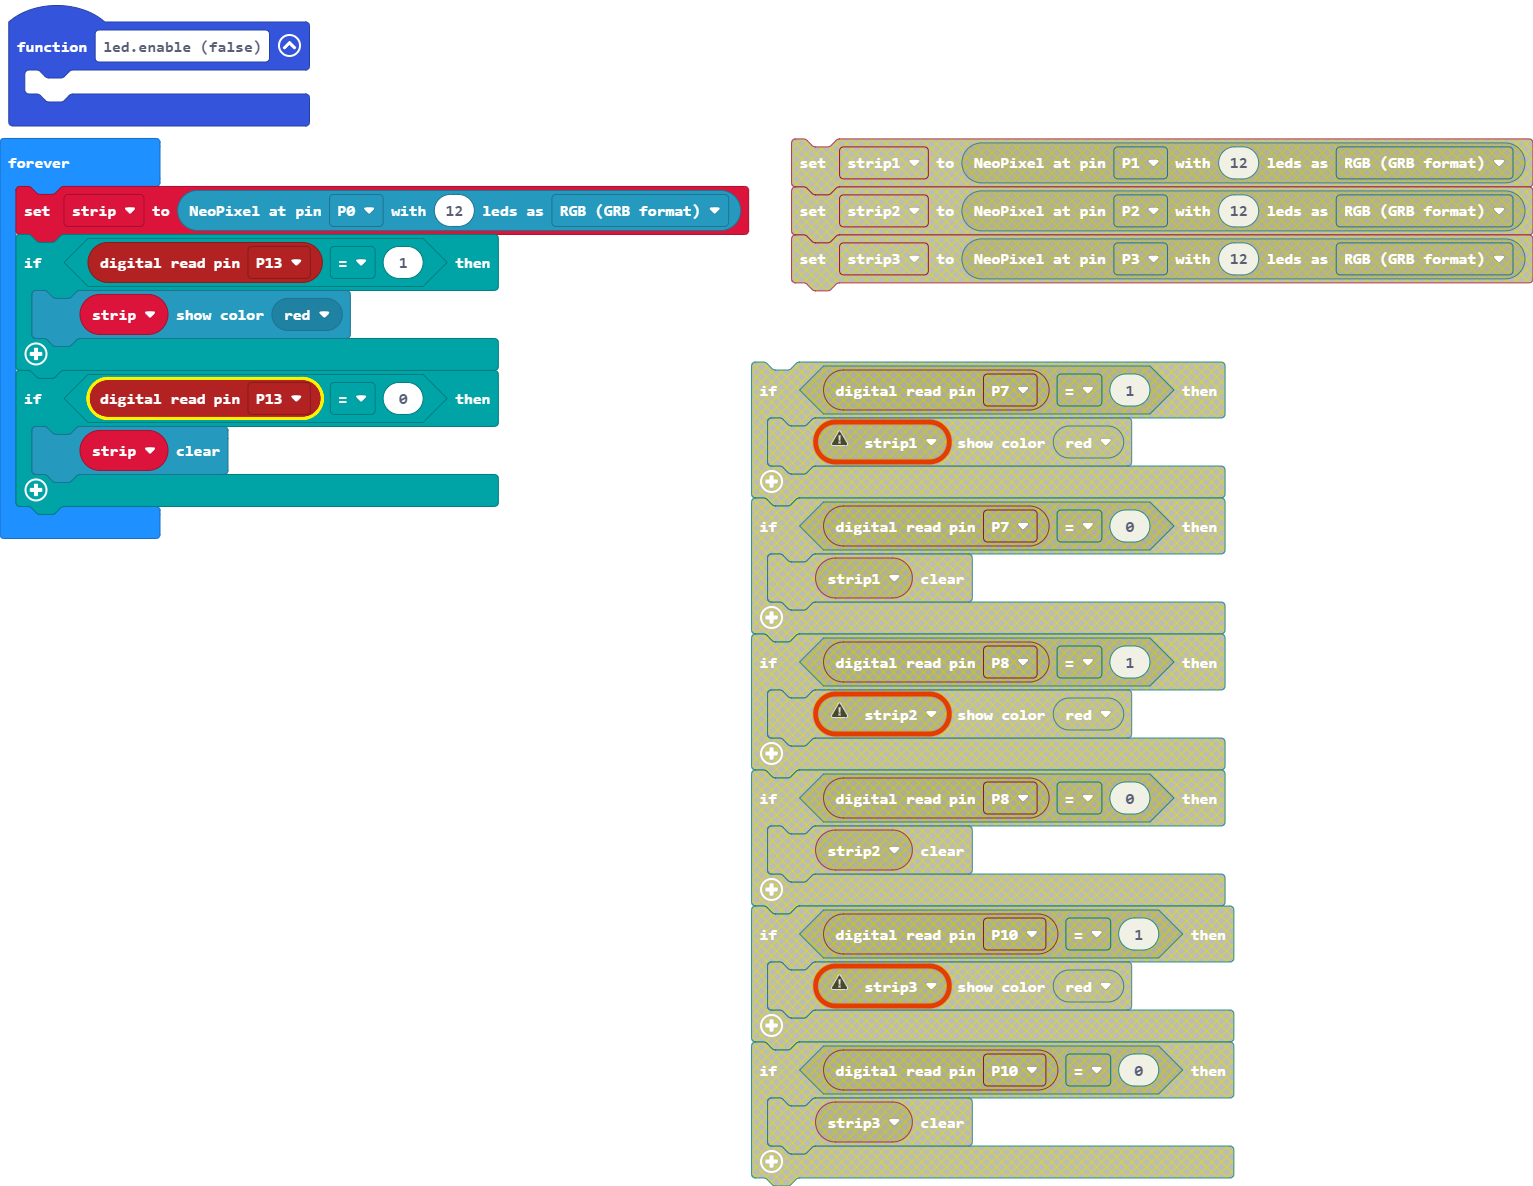 function led.enable (false)
forever
set strip to NeoPixel at pin P0 with 12 leds as RGB (GRB format)
if digital read pin P13 = 1 then
strip show color red
if digital read pin P13 = 0 then
strip clear
set strip1 to NeoPixel at pin P1 with 12 leds as RGB (GRB format)
set strip2 to NeoPixel at pin P2 with 12 leds as RGB (GRB format)
set strip3 to NeoPixel at pin P3 with 12 leds as RGB (GRB format)
if digital read pin P7 = 1 then
strip1 show color red
if digital read pin P7 = 0 then
strip1 clear
if digital read pin P8 = 1 then
strip2 show color red
if digital read pin P8 = 0 then
strip2 clear
if digital read pin P10 = 1 then
strip3 show color red
if digital read pin P10 = 0 then
strip3 clear